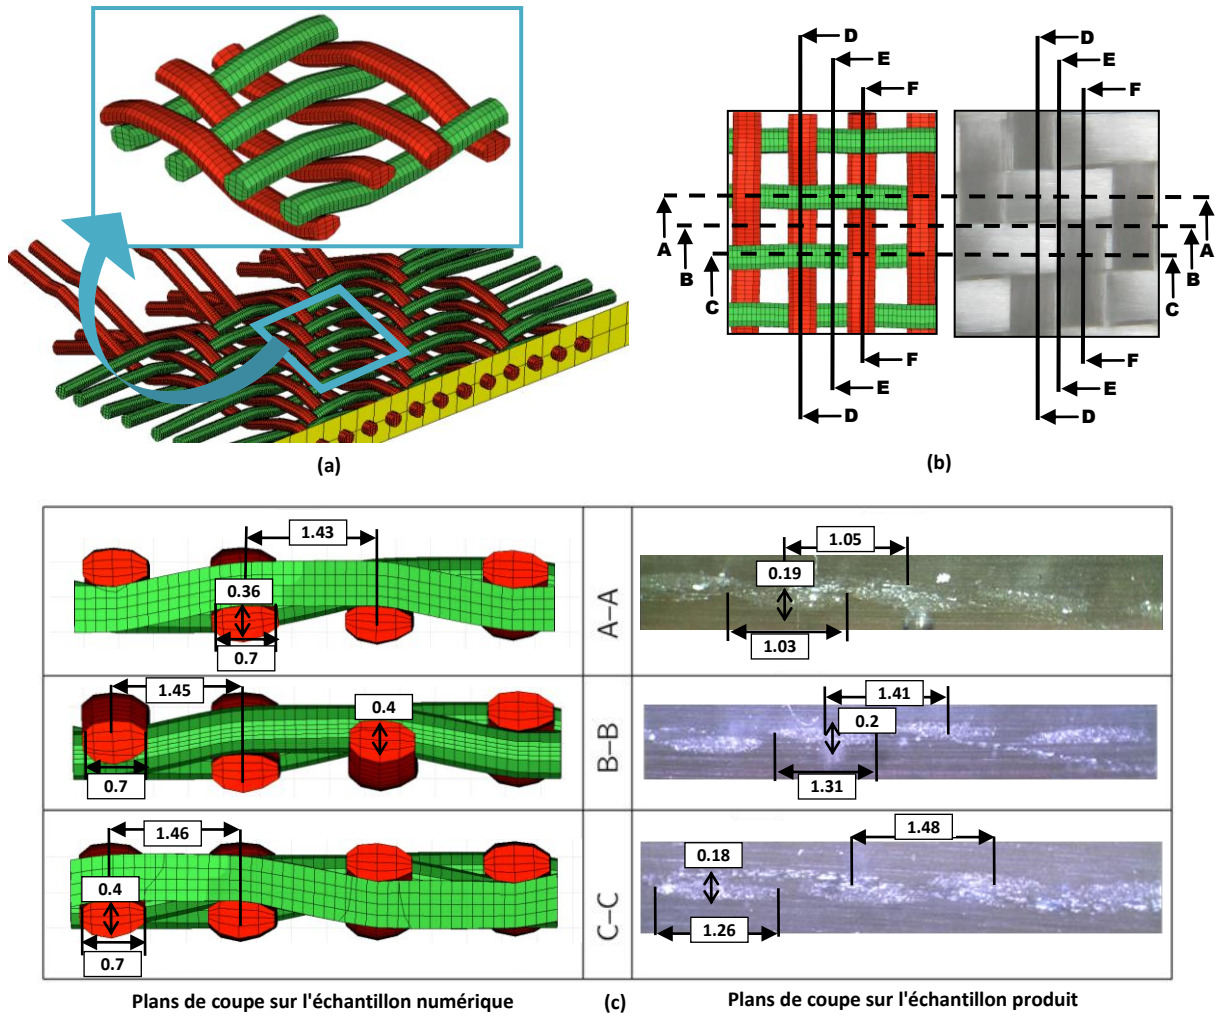 D
D
E
E
F
F
A
A
B
B
C
C
F
F
E
E
D
D
(a)
(b)
1.43
0.36
0.7
A–A
1.05
0.19
1.03
1.45
0.4
0.7
B–B
1.41
0.2
1.31
1.46
0.4
0.7
C–C
1.48
0.18
1.26
Plans de coupe sur l'échantillon numérique
(c)
Plans de coupe sur l'échantillon produit